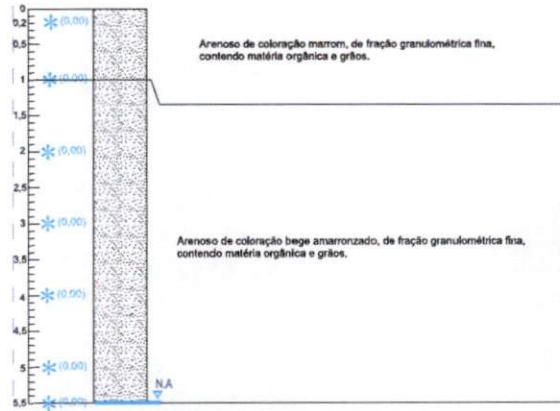 0
0,2 (0,00)
0,5
Arenoso de coloração marrom, de fração granulométrica fina,
contendo matéria orgânica e grãos.
1 (0,00)
1,5
2 (0,00)
2,5
3 (0,00)
Arenoso de coloração bege amarronzado, de fração granulométrica fina,
contendo matéria orgânica e grãos.
3,5
4 (0,00)
4,5
5 (0,00)
N.A
5,5 (0,00)